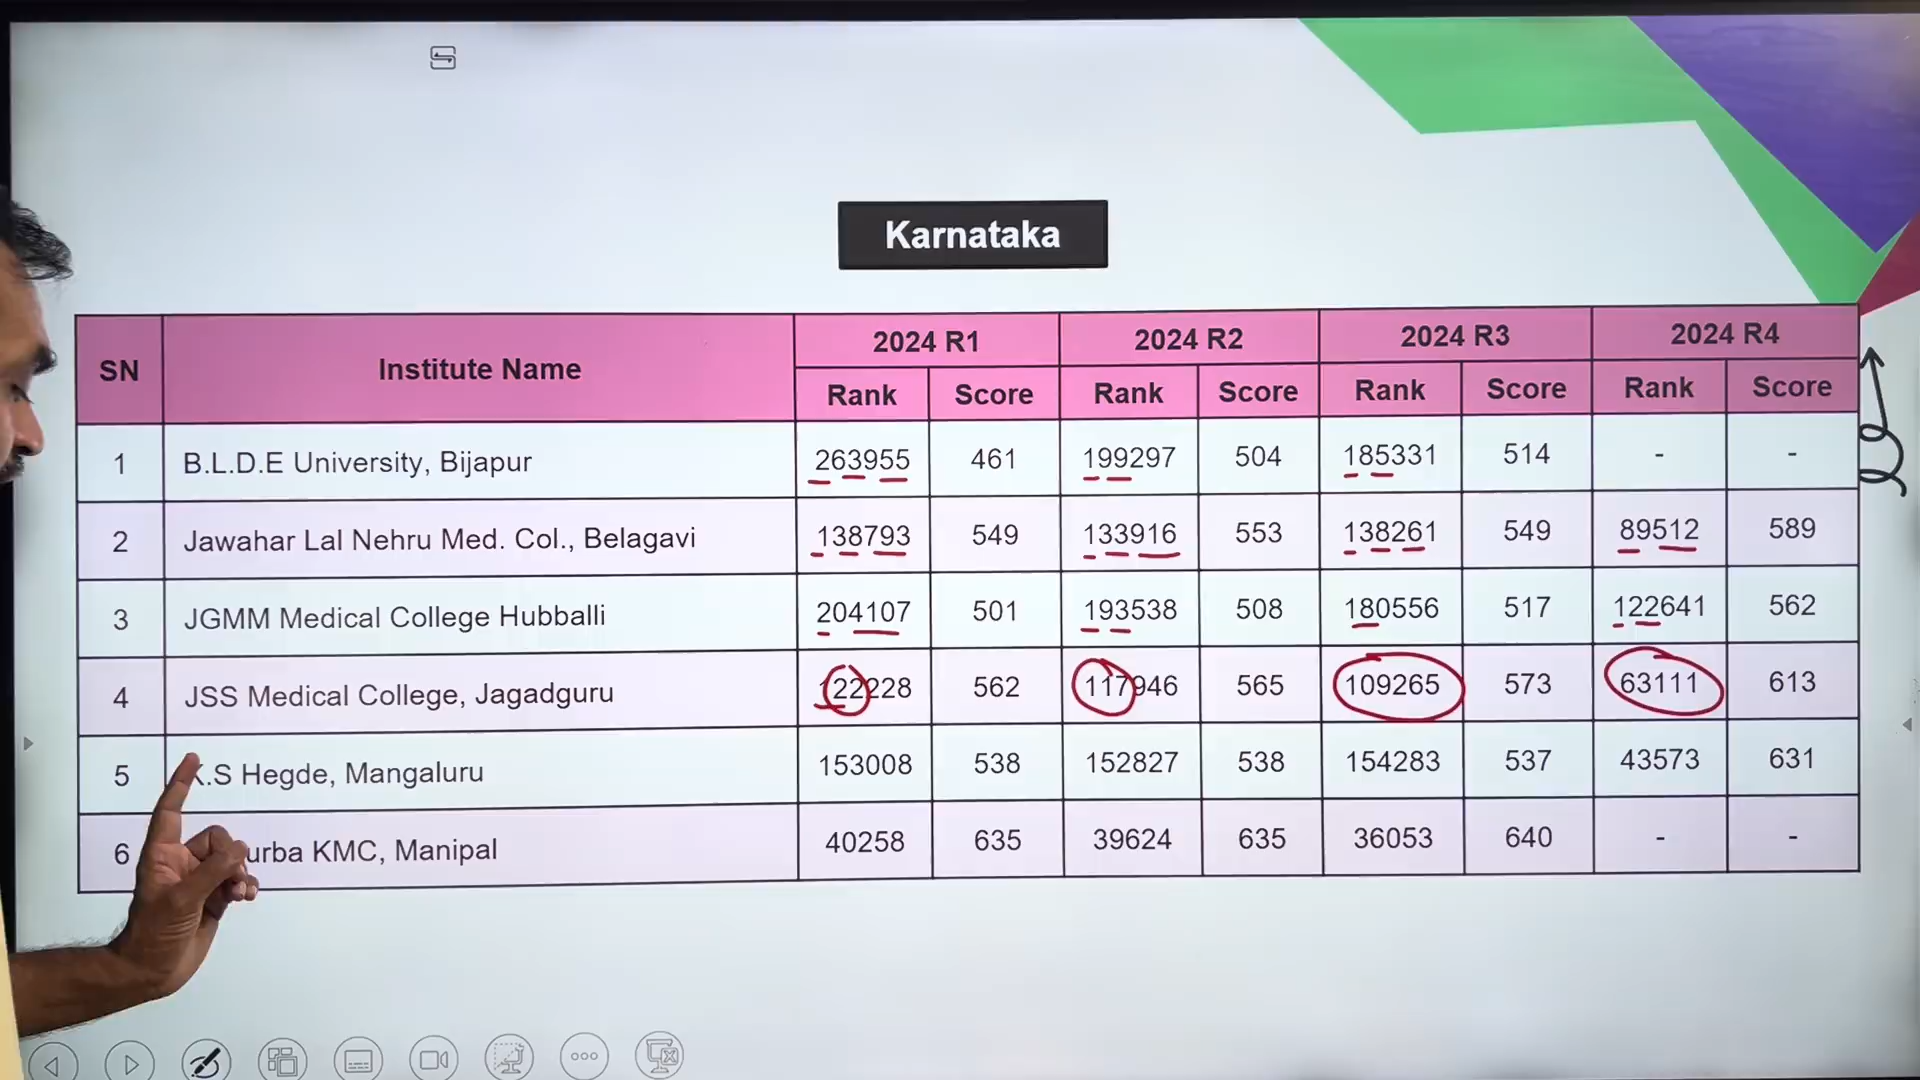 Karnataka
SN Institute Name 2024 R1 2024 R2 2024 R3 2024 R4
Rank Score Rank Score Rank Score Rank Score
1 B.L.D.E University, Bijapur 263955 461 199297 504 185331 514 - -
2 Jawahar Lal Nehru Med. Col., Belagavi 138793 549 133916 553 138261 549 89512 589
3 JGMM Medical College Hubballi 204107 501 193538 508 180556 517 122641 562
4 JSS Medical College, Jagadguru 122228 562 117946 565 109265 573 63111 613
5 K.S Hegde, Mangaluru 153008 538 152827 538 154283 537 43573 631
6 KMC, Manipal 40258 635 39624 635 36053 640 - -